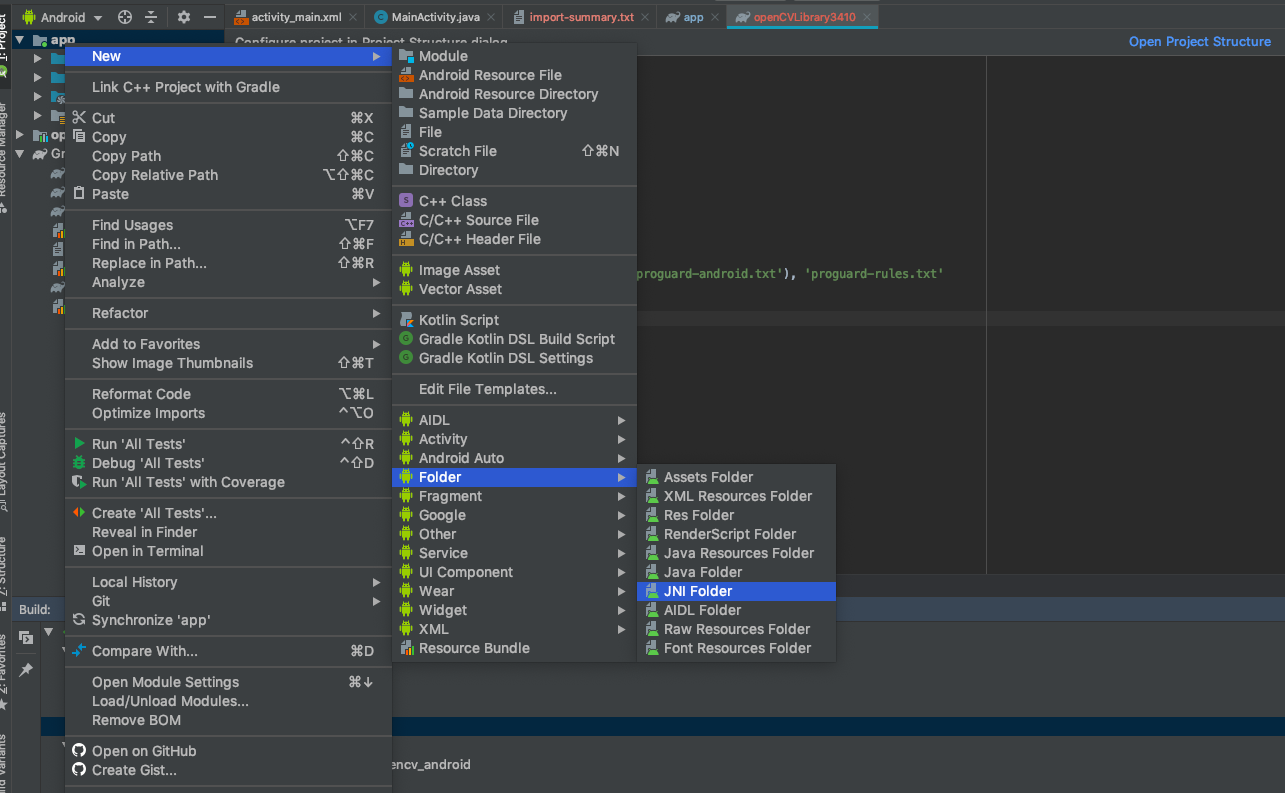 Android
activity_main.xml
MainActivity.java
import-summary.txt
app
openCVLibrary3410
1: Project
Resource Manager
Layout Captures
Z: Structure
2: Favorites
app
Configure project in Project Structure dialog.
Open Project Structure
op
Gr
New
Link C++ Project with Gradle
Cut ⌘X
Copy ⌘C
Copy Path ⇧⌘C
Copy Relative Path ⌥⇧⌘C
Paste ⌘V
Find Usages ⌥F7
Find in Path... ⇧⌘F
Replace in Path... ⇧⌘R
Analyze
Refactor
Add to Favorites
Show Image Thumbnails ⇧⌘T
Reformat Code ⌥⌘L
Optimize Imports ^⌥O
Run 'All Tests' ^⇧R
Debug 'All Tests' ^⇧D
Run 'All Tests' with Coverage
Create 'All Tests'...
Reveal in Finder
Open in Terminal
Local History
Git
Synchronize 'app'
Compare With... ⌘D
Open Module Settings ⌘↓
Load/Unload Modules...
Remove BOM
Open on GitHub
Create Gist...
Module
Android Resource File
Android Resource Directory
Sample Data Directory
File
Scratch File ⇧⌘N
Directory
C++ Class
C/C++ Source File
C/C++ Header File
Image Asset
Vector Asset
Kotlin Script
Gradle Kotlin DSL Build Script
Gradle Kotlin DSL Settings
Edit File Templates...
AIDL
Activity
Android Auto
Folder
Fragment
Google
Other
Service
UI Component
Wear
Widget
XML
Resource Bundle
Assets Folder
XML Resources Folder
Res Folder
RenderScript Folder
Java Resources Folder
Java Folder
JNI Folder
AIDL Folder
Raw Resources Folder
Font Resources Folder
proguard-android.txt'), 'proguard-rules.txt'
Build:
encv_android